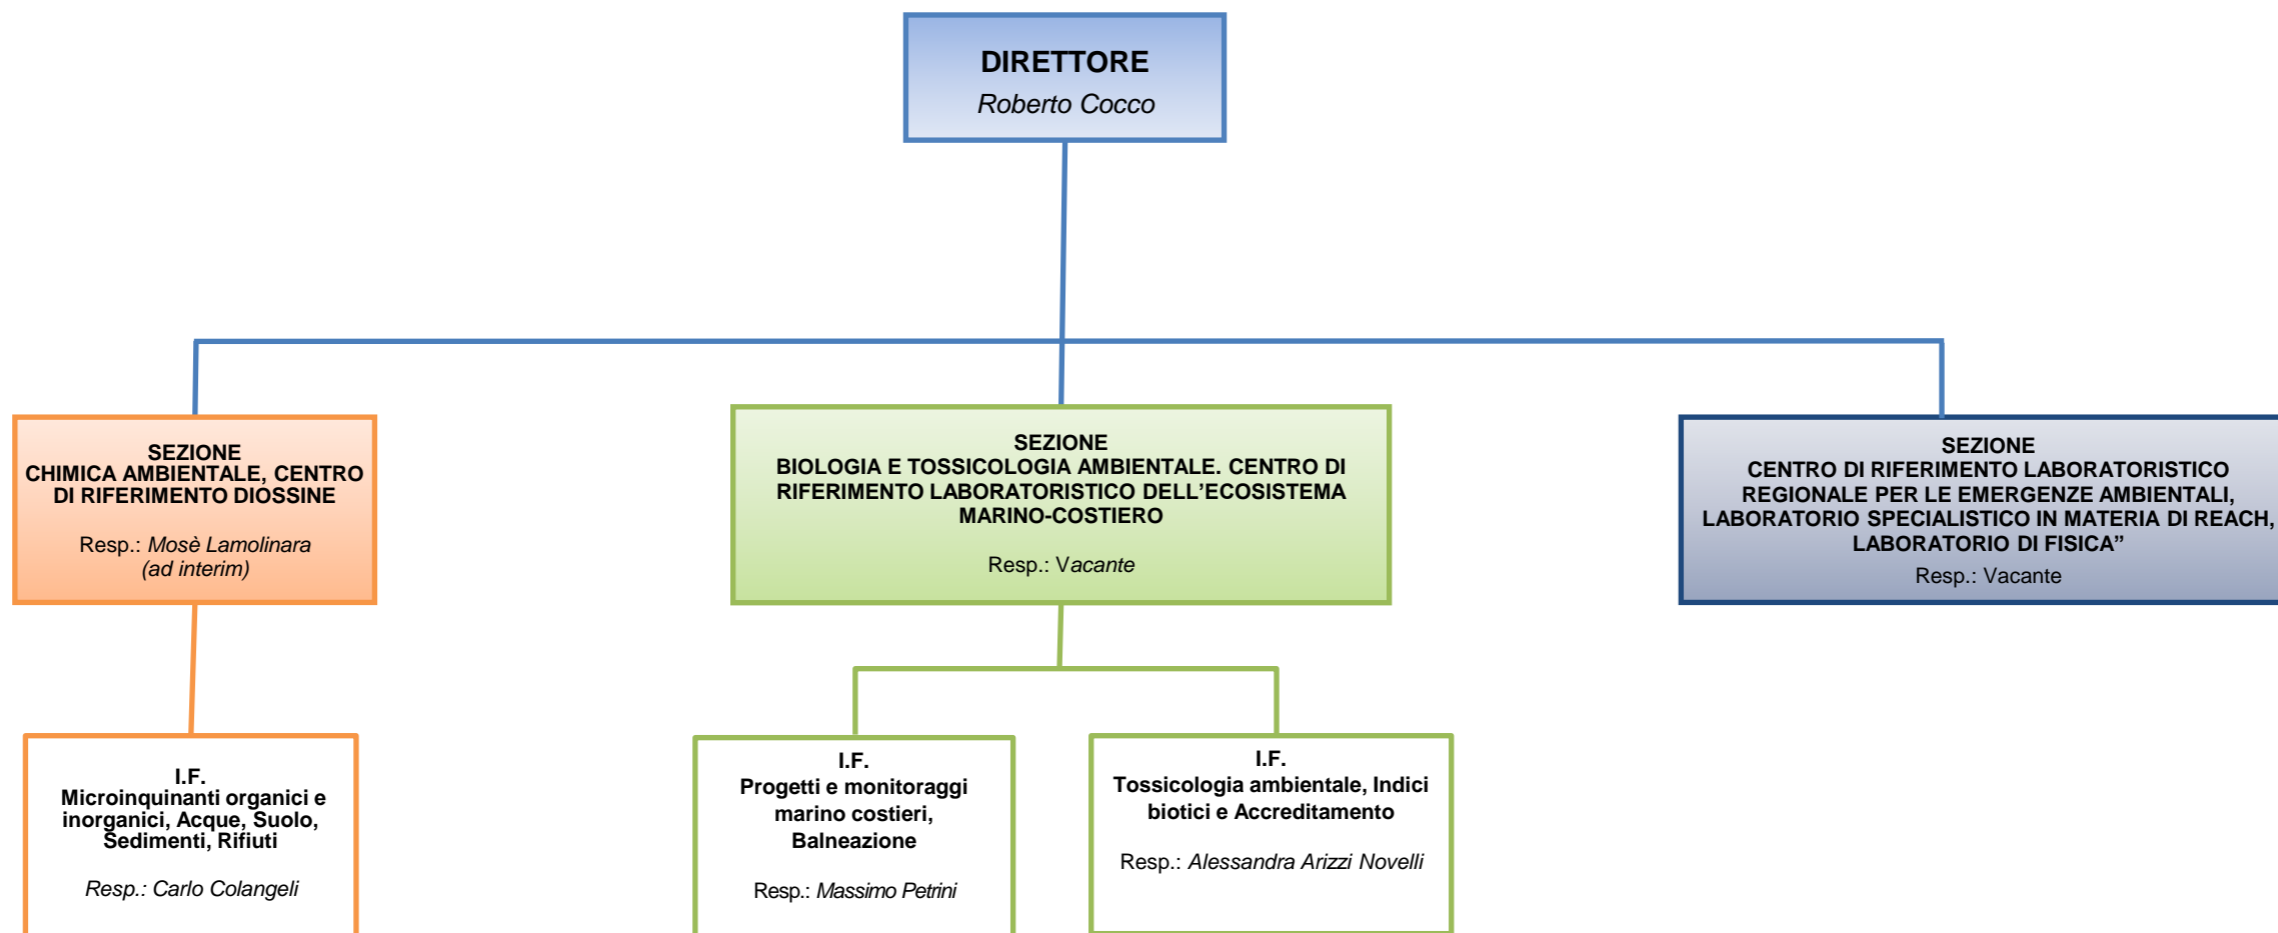 DIRETTORE
Roberto Cocco
SEZIONE
CHIMICA AMBIENTALE, CENTRO
DI RIFERIMENTO DIOSSINE
Resp.: Mosè Lamolinara
(ad interim)
SEZIONE
BIOLOGIA E TOSSICOLOGIA AMBIENTALE. CENTRO DI
RIFERIMENTO LABORATORISTICO DELL’ECOSISTEMA
MARINO-COSTIERO
Resp.: Vacante
SEZIONE
CENTRO DI RIFERIMENTO LABORATORISTICO
REGIONALE PER LE EMERGENZE AMBIENTALI,
LABORATORIO SPECIALISTICO IN MATERIA DI REACH,
LABORATORIO DI FISICA”
Resp.: Vacante
I.F.
Microinquinanti organici e
inorganici, Acque, Suolo,
Sedimenti, Rifiuti
Resp.: Carlo Colangeli
I.F.
Progetti e monitoraggi
marino costieri,
Balneazione
Resp.: Massimo Petrini
I.F.
Tossicologia ambientale, Indici
biotici e Accreditamento
Resp.: Alessandra Arizzi Novelli